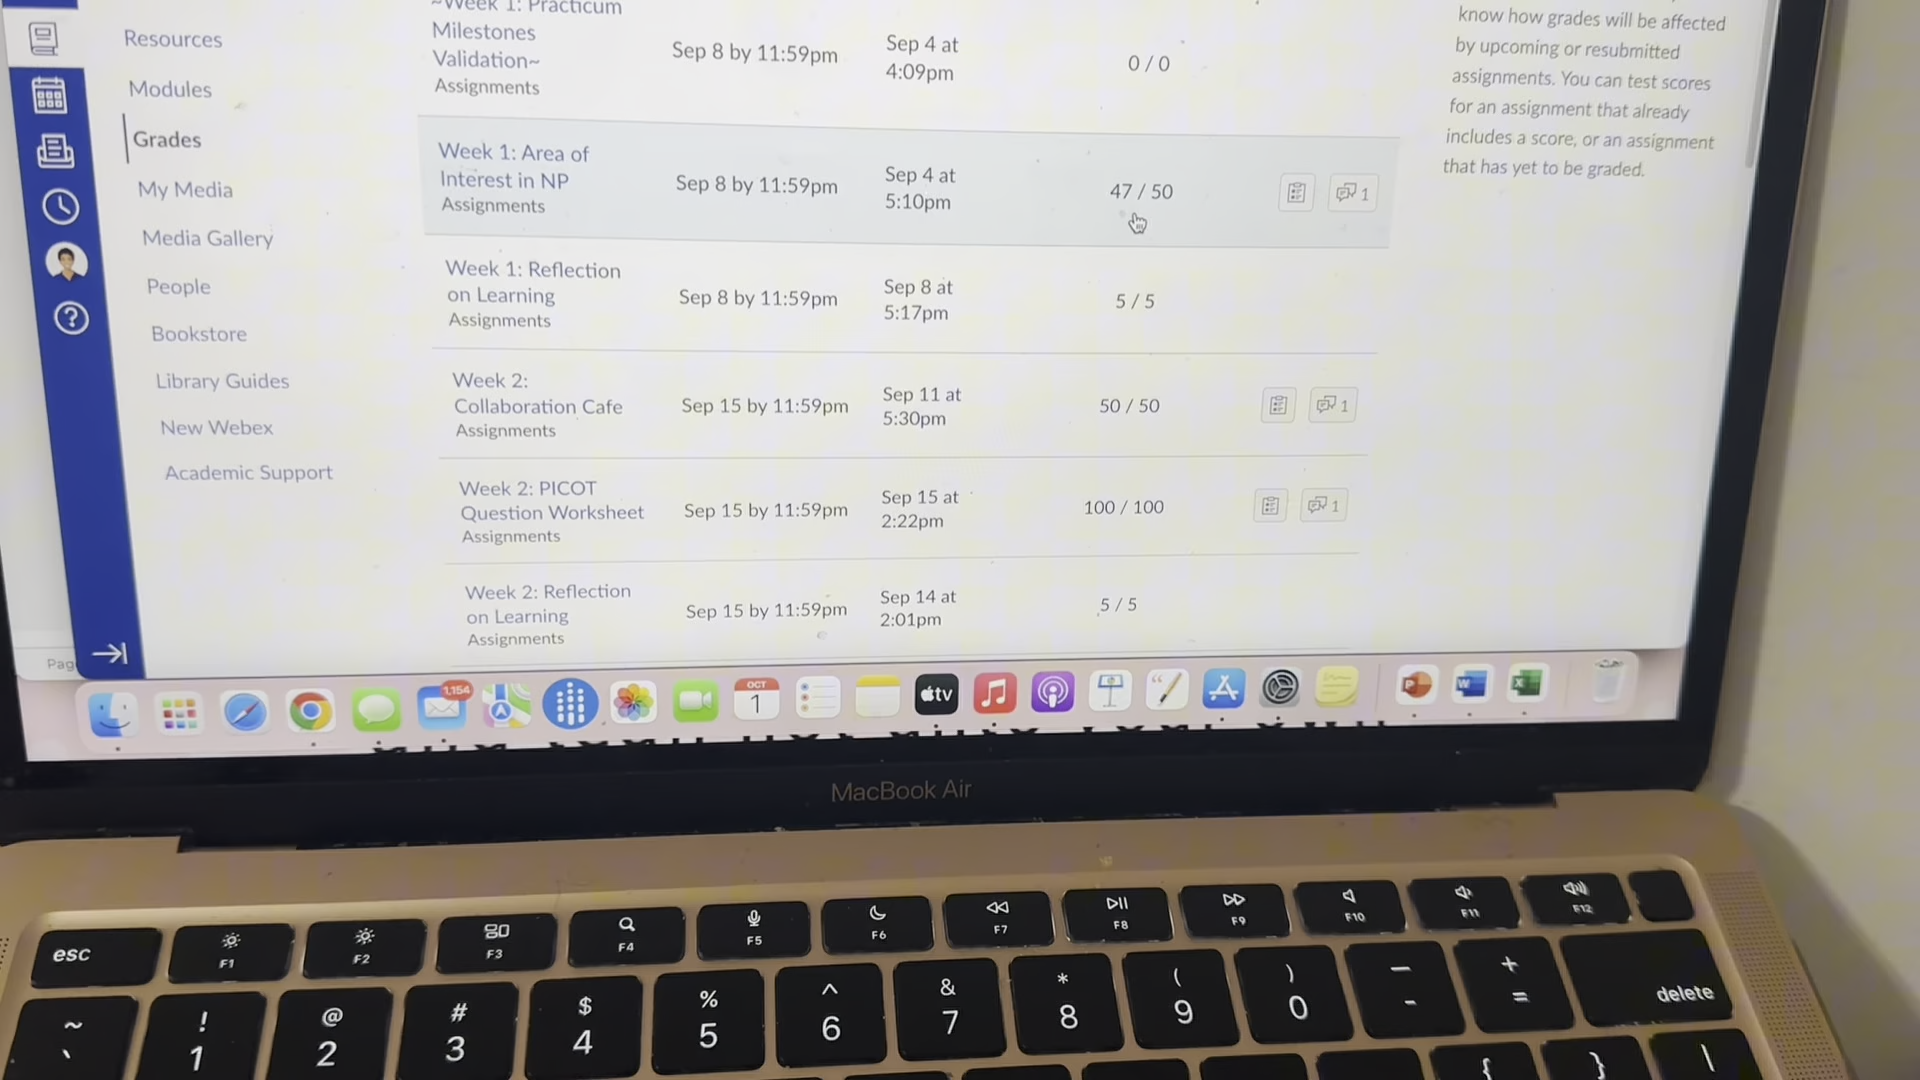 ~Week 1: Practicum
Milestones
Validation~
Assignments
Sep 8 by 11:59pm
Sep 4 at
4:09pm
0 / 0
know how grades will be affected
by upcoming or resubmitted
assignments. You can test scores
for an assignment that already
includes a score, or an assignment
that has yet to be graded.
Resources
Modules
Grades
My Media
Media Gallery
People
Bookstore
Library Guides
New Webex
Academic Support
Week 1: Area of
Interest in NP
Assignments
Sep 8 by 11:59pm
Sep 4 at
5:10pm
47 / 50
1
Week 1: Reflection
on Learning
Assignments
Sep 8 by 11:59pm
Sep 8 at
5:17pm
5 / 5
Week 2:
Collaboration Cafe
Assignments
Sep 15 by 11:59pm
Sep 11 at
5:30pm
50 / 50
1
Week 2: PICOT
Question Worksheet
Assignments
Sep 15 by 11:59pm
Sep 15 at
2:22pm
100 / 100
1
Week 2: Reflection
on Learning
Assignments
Sep 15 by 11:59pm
Sep 14 at
2:01pm
5 / 5
Pag
1,154
OCT
1
tv
P
W
X
MacBook Air
esc
F1
F2
F3
F4
F5
F6
F7
F8
F9
F10
F11
F12
~ `
! 1
@ 2
# 3
$ 4
% 5
^ 6
& 7
* 8
( 9
) 0
— -
+ =
delete
{
}
|